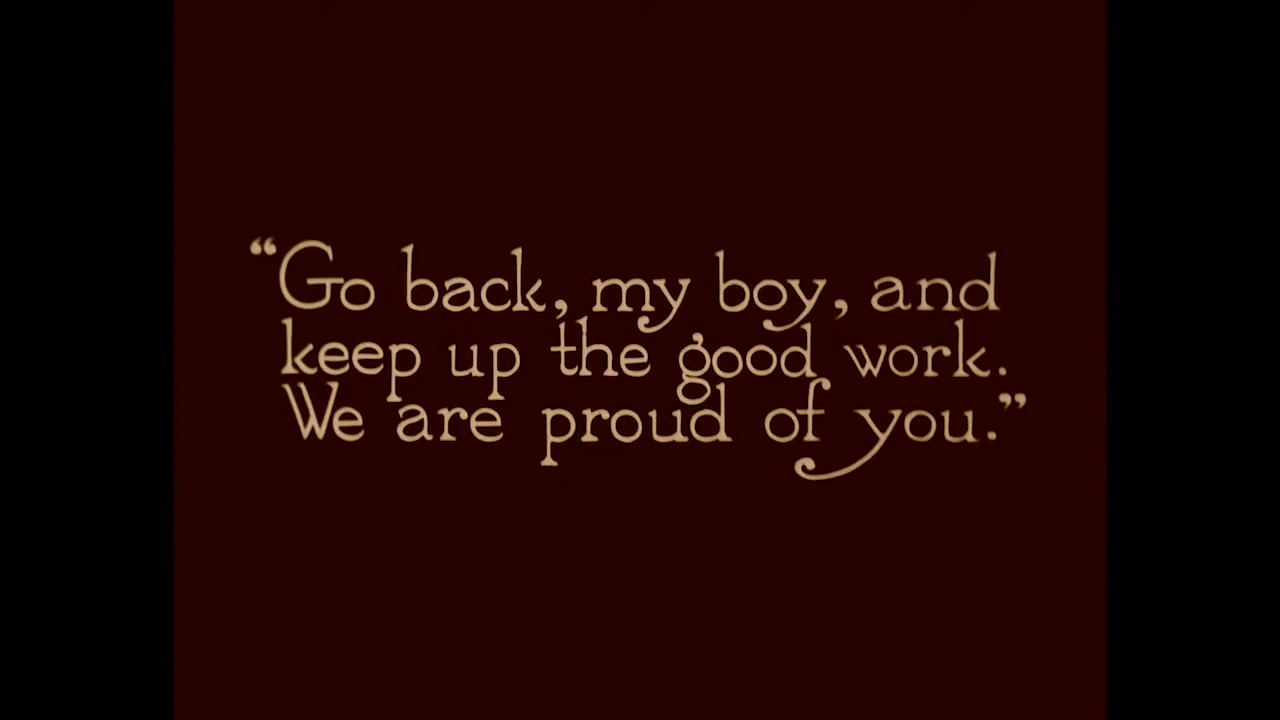 “Go back, my boy, and
keep up the good work.
We are proud of you.”